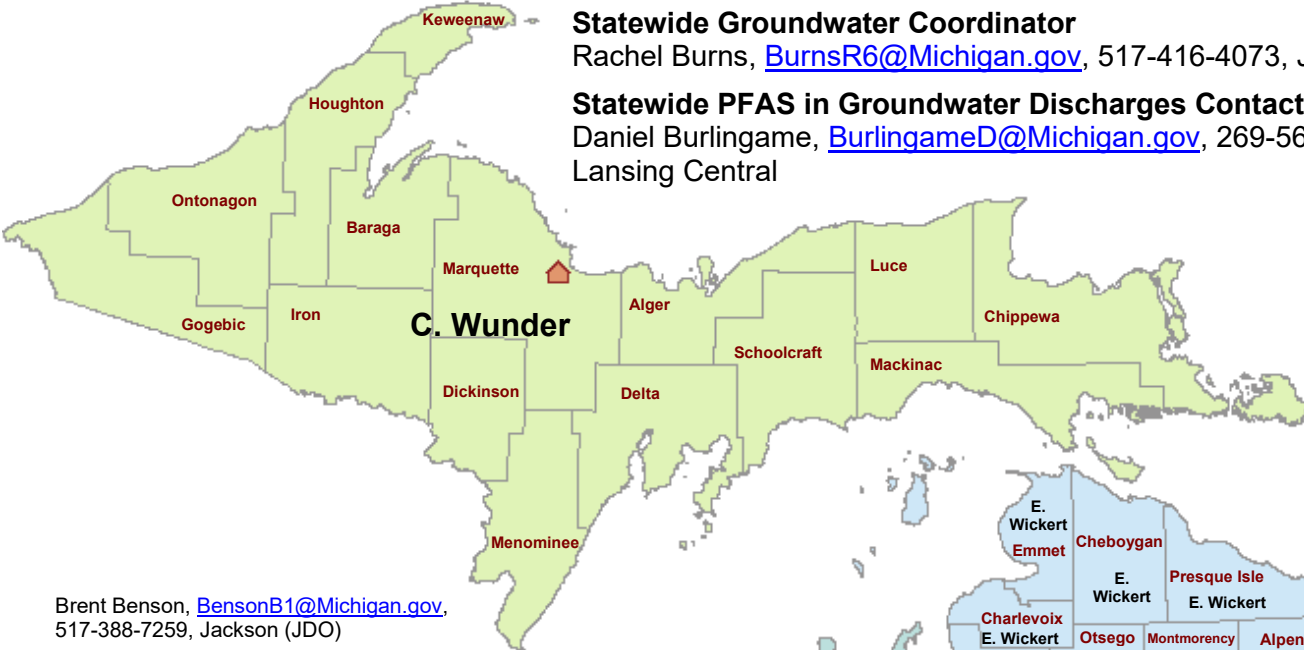 Keweenaw
Statewide Groundwater Coordinator
Rachel Burns, BurnsR6@Michigan.gov, 517-416-4073, J
Statewide PFAS in Groundwater Discharges Contact
Daniel Burlingame, BurlingameD@Michigan.gov, 269-56
Lansing Central
Houghton
Ontonagon
Baraga
Marquette
Luce
Alger
Iron
Gogebic
C. Wunder
Chippewa
Schoolcraft
Mackinac
Dickinson
Delta
Menominee
E.
Wickert
Emmet
Cheboygan
E.
Wickert
Presque Isle
E. Wickert
Charlevoix
E. Wickert
Otsego
Montmorency
Alpen
Brent Benson, BensonB1@Michigan.gov,
517-388-7259, Jackson (JDO)